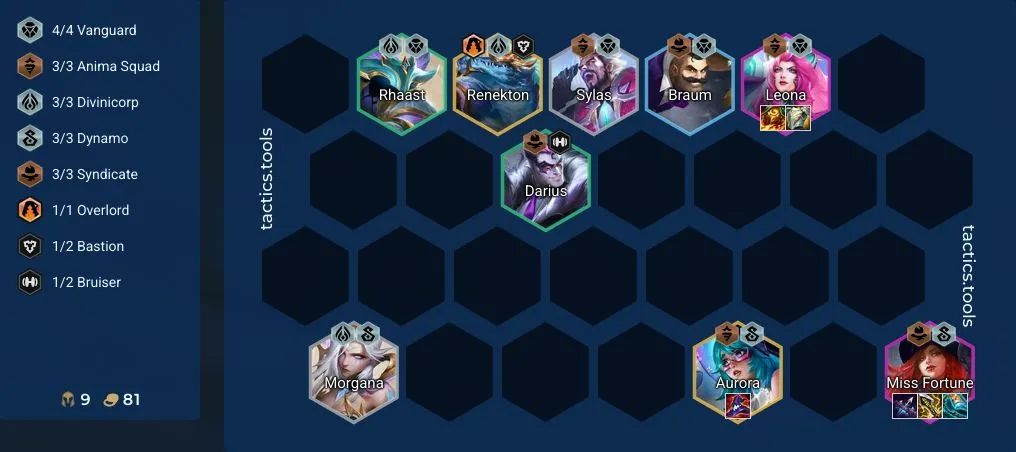 4/4 Vanguard
3/3 Anima Squad
3/3 Divinicorp
3/3 Dynamo
3/3 Syndicate
1/1 Overlord
1/2 Bastion
1/2 Bruiser
9 81
tactics.tools
Rhaast Renekton Sylas Braum Leona
Darius
tactics.tools
Morgana Aurora Miss Fortune